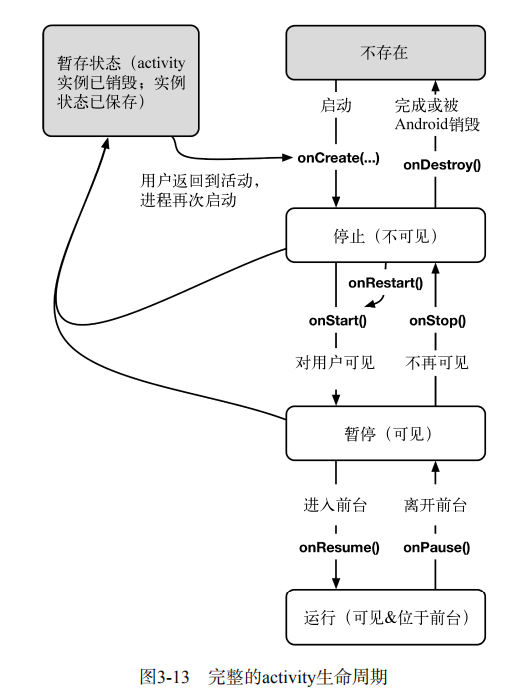 暂存状态（activity
实例已销毁；实例
状态已保存）
不存在
启动
完成或被
Android销毁
onCreate(...)
onDestroy()
用户返回到活动，
进程再次启动
停止（不可见）
onRestart()
onStart()
onStop()
对用户可见
不再可见
暂停（可见）
进入前台
离开前台
onResume()
onPause()
运行（可见&位于前台）
图3-13 完整的activity生命周期